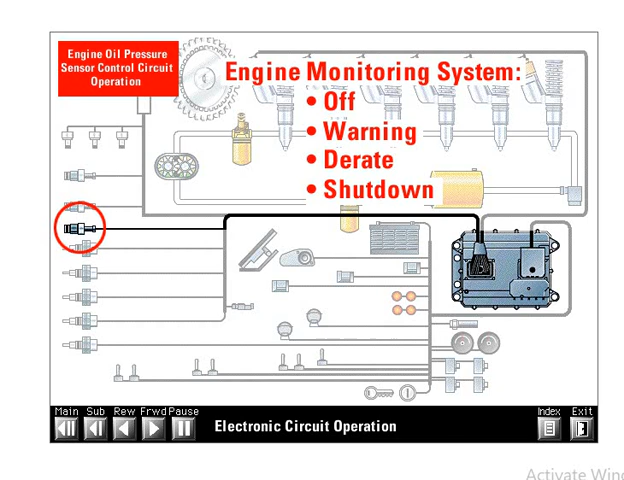 Engine Oil Pressure
Sensor Control Circuit
Operation
Engine Monitoring System:
• Off
• Warning
• Derate
• Shutdown
Main Sub Rew Frwd Pause
Electronic Circuit Operation
Index Exit
Activate Wind